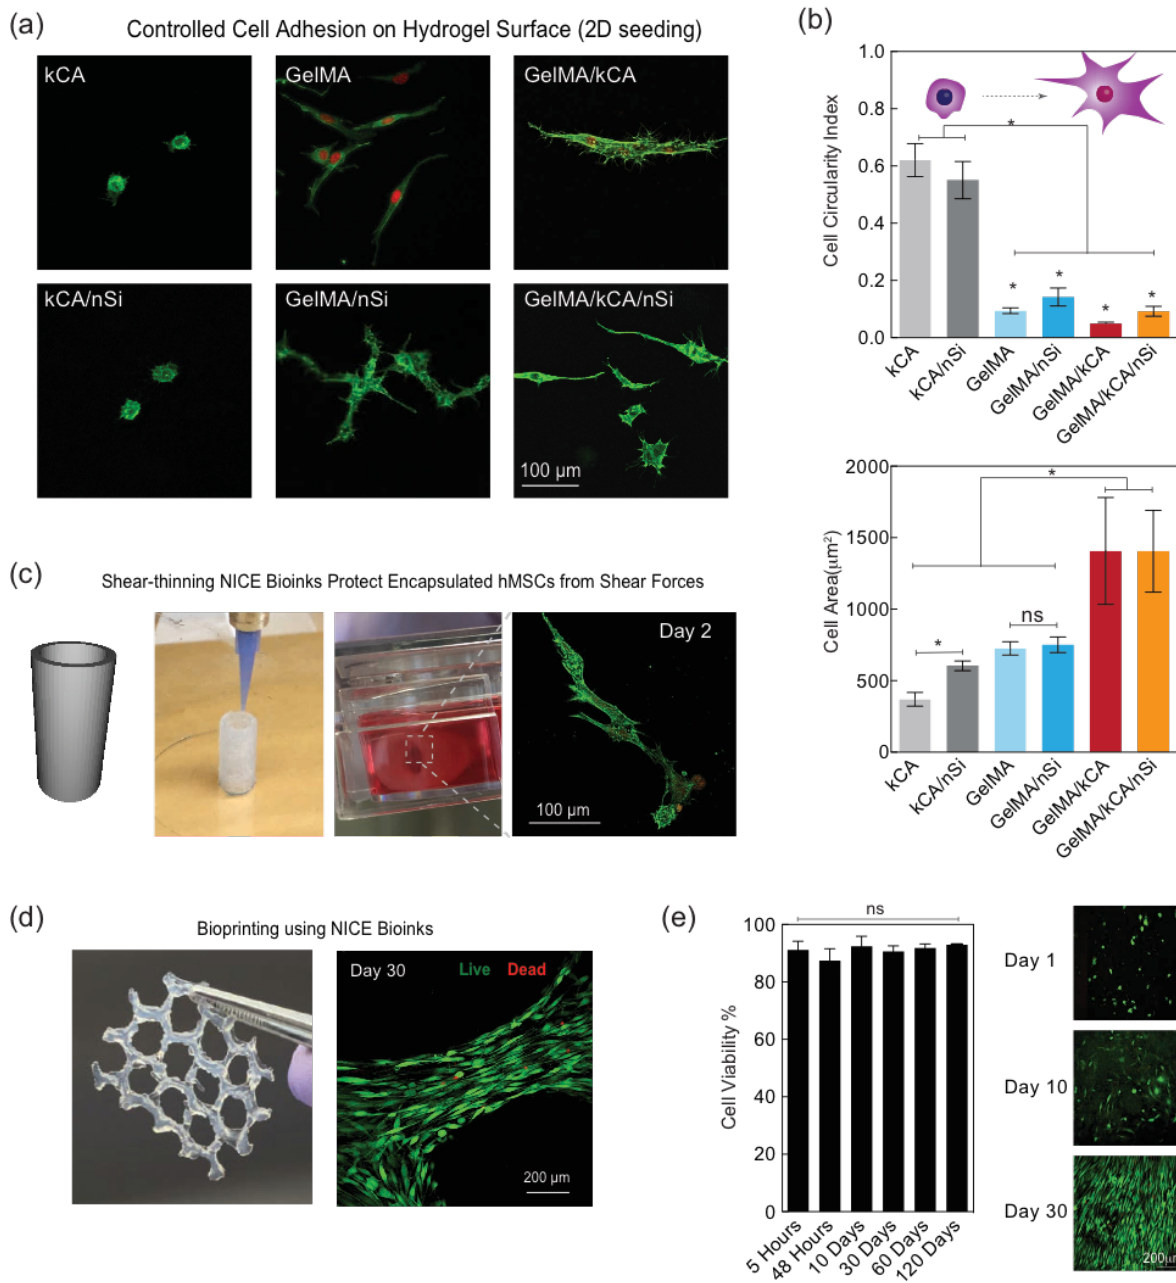 (a)
Controlled Cell Adhesion on Hydrogel Surface (2D seeding)
kCA
GelMA
GelMA/kCA
kCA/nSi
GelMA/nSi
GelMA/kCA/nSi
100 μm
(b)
Cell Circularity Index
1.0
0.8
0.6
0.4
0.2
0.0
*
*
*
*
*
kCA
kCA/nSi
GelMA
GelMA/nSi
GelMA/kCA
GelMA/kCA/nSi
Cell Area(μm²)
2000
1500
1000
500
0
*
*
ns
kCA
kCA/nSi
GelMA
GelMA/nSi
GelMA/kCA
GelMA/kCA/nSi
(c)
Shear-thinning NICE Bioinks Protect Encapsulated hMSCs from Shear Forces
Day 2
100 μm
(d)
Bioprinting using NICE Bioinks
Day 30 Live Dead
200 μm
(e)
Cell Viability %
100
80
60
40
20
0
ns
5 Hours
48 Hours
10 Days
30 Days
60 Days
120 Days
Day 1
Day 10
Day 30
200μm